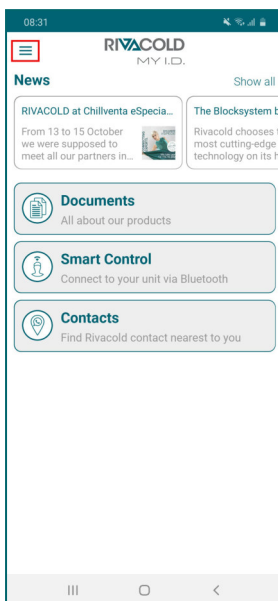 08:31
RIVACOLD
MY I.D.
News
Show all
RIVACOLD at Chillventa eSpecia...
From 13 to 15 October
we were supposed to
meet all our partners in...
The Blocksystem b
Rivacold chooses
most cutting-edge
technology on its h
Documents
All about our products
Smart Control
Connect to your unit via Bluetooth
Contacts
Find Rivacold contact nearest to you